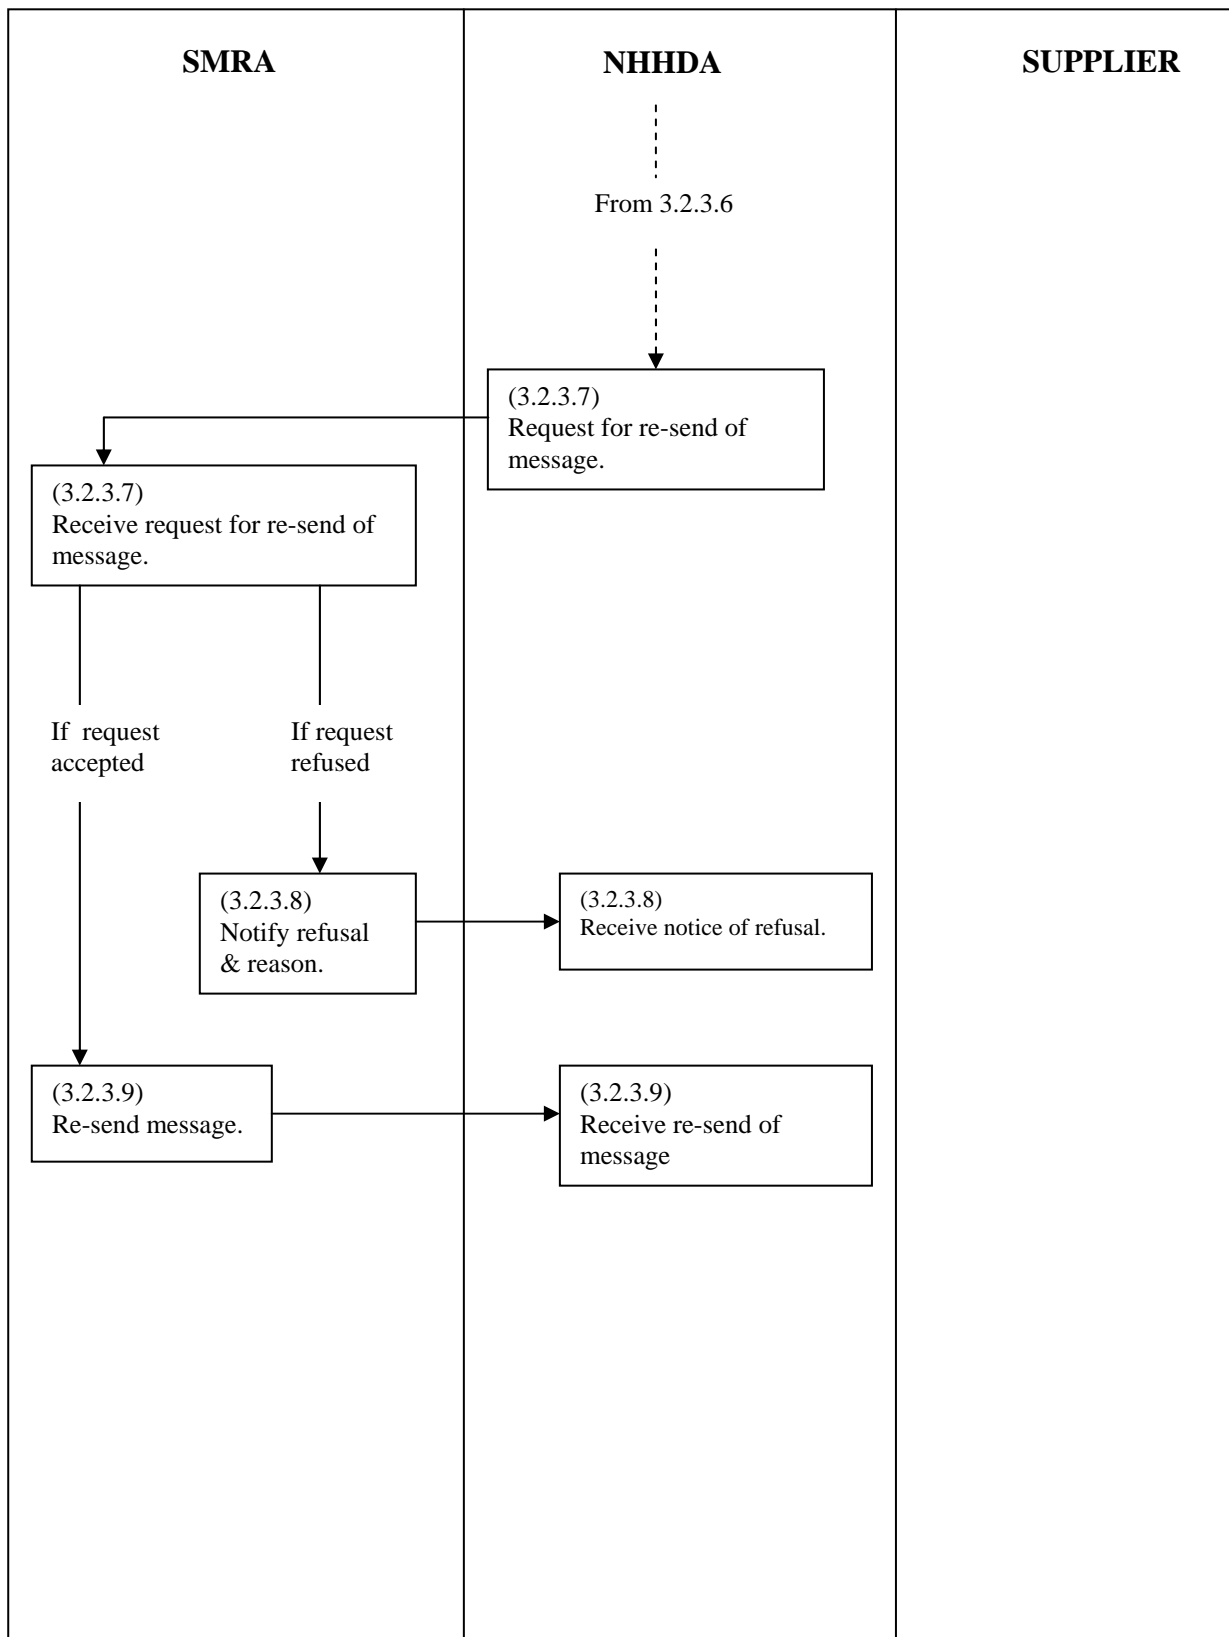 SMRA
NHHDA
SUPPLIER
From 3.2.3.6
(3.2.3.7)
Request for re-send of
message.
(3.2.3.7)
Receive request for re-send of
message.
If  request
accepted
If request
refused
(3.2.3.8)
Notify refusal
& reason.
(3.2.3.8)
Receive notice of refusal.
(3.2.3.9)
Re-send message.
(3.2.3.9)
Receive re-send of
message